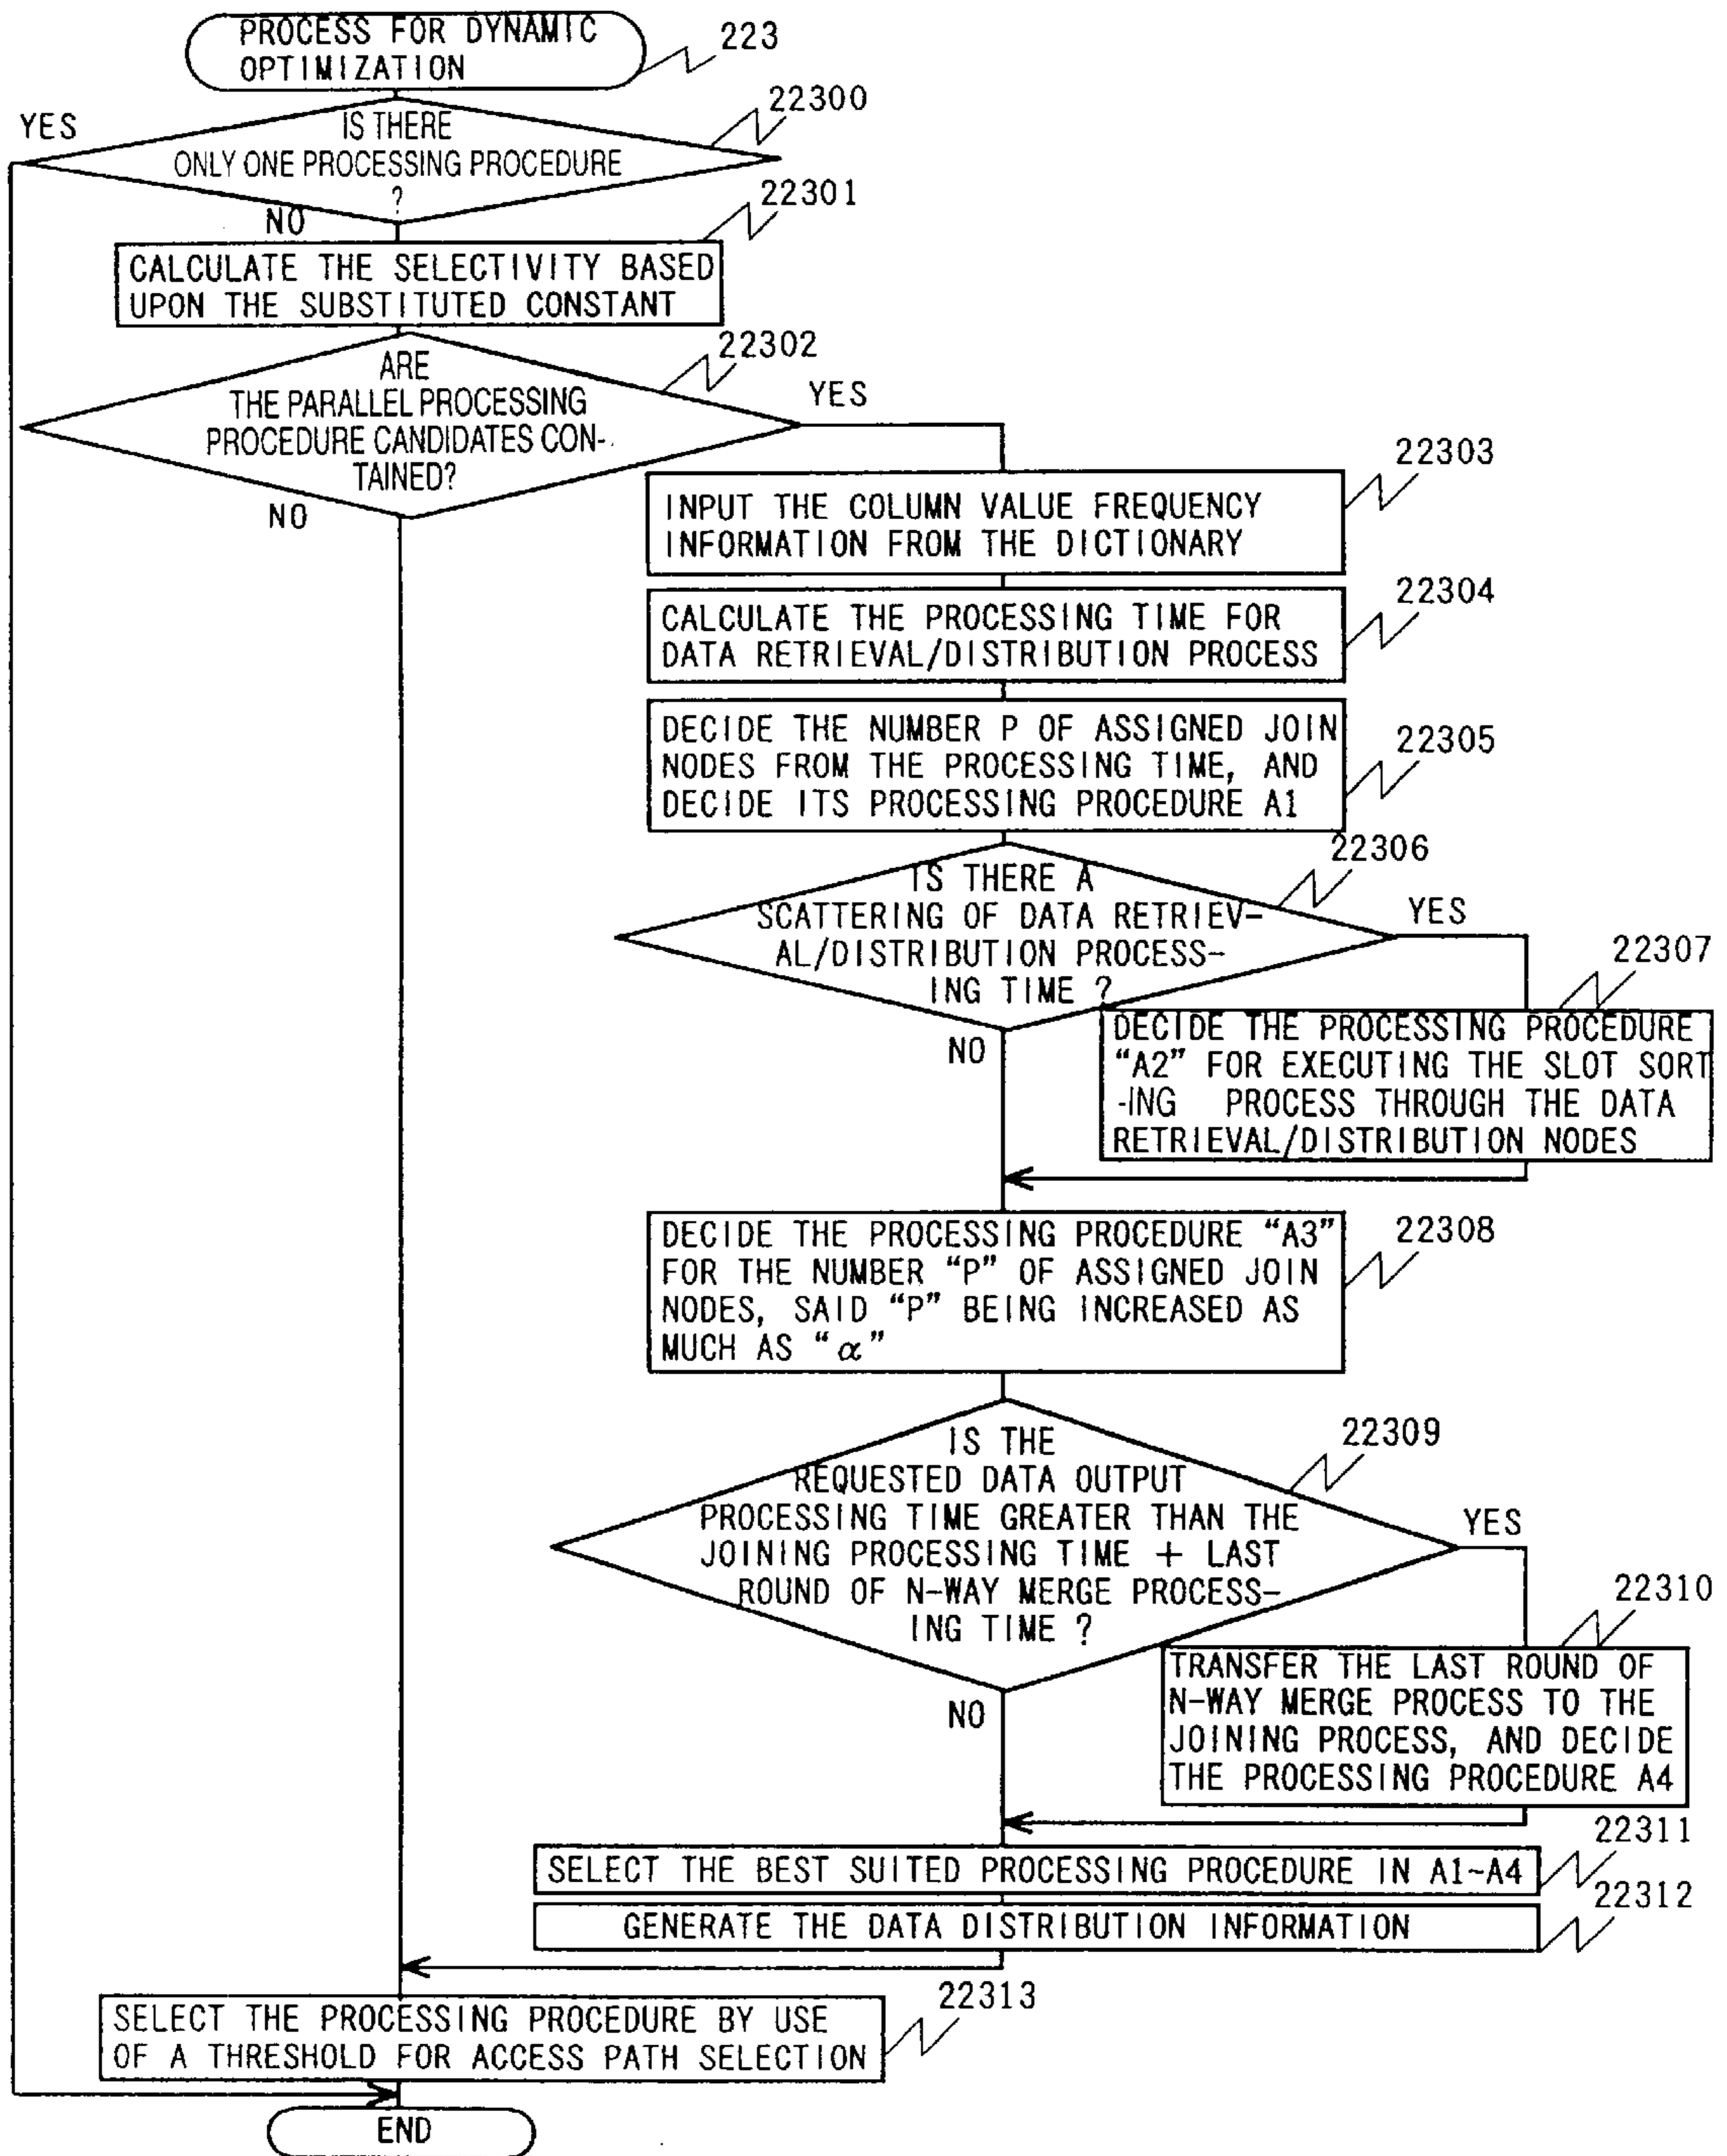 PROCESS FOR DYNAMIC
OPTIMIZATION
223
22300
YES
IS THERE
ONLY ONE PROCESSING PROCEDURE
?
NO
22301
CALCULATE THE SELECTIVITY BASED
UPON THE SUBSTITUTED CONSTANT
22302
ARE
THE PARALLEL PROCESSING
PROCEDURE CANDIDATES CON-
TAINED?
YES
NO
22303
INPUT THE COLUMN VALUE FREQUENCY
INFORMATION FROM THE DICTIONARY
22304
CALCULATE THE PROCESSING TIME FOR
DATA RETRIEVAL/DISTRIBUTION PROCESS
22305
DECIDE THE NUMBER P OF ASSIGNED JOIN
NODES FROM THE PROCESSING TIME, AND
DECIDE ITS PROCESSING PROCEDURE A1
22306
IS THERE A
SCATTERING OF DATA RETRIEV-
AL/DISTRIBUTION PROCESS-
ING TIME ?
YES
NO
22307
DECIDE THE PROCESSING PROCEDURE
“A2” FOR EXECUTING THE SLOT SORT
-ING PROCESS THROUGH THE DATA
RETRIEVAL/DISTRIBUTION NODES
22308
DECIDE THE PROCESSING PROCEDURE “A3”
FOR THE NUMBER “P” OF ASSIGNED JOIN
NODES, SAID “P” BEING INCREASED AS
MUCH AS “α”
22309
IS THE
REQUESTED DATA OUTPUT
PROCESSING TIME GREATER THAN THE
JOINING PROCESSING TIME + LAST
ROUND OF N-WAY MERGE PROCESS-
ING TIME ?
YES
NO
22310
TRANSFER THE LAST ROUND OF
N-WAY MERGE PROCESS TO THE
JOINING PROCESS, AND DECIDE
THE PROCESSING PROCEDURE A4
22311
SELECT THE BEST SUITED PROCESSING PROCEDURE IN A1~A4
22312
GENERATE THE DATA DISTRIBUTION INFORMATION
22313
SELECT THE PROCESSING PROCEDURE BY USE
OF A THRESHOLD FOR ACCESS PATH SELECTION
END